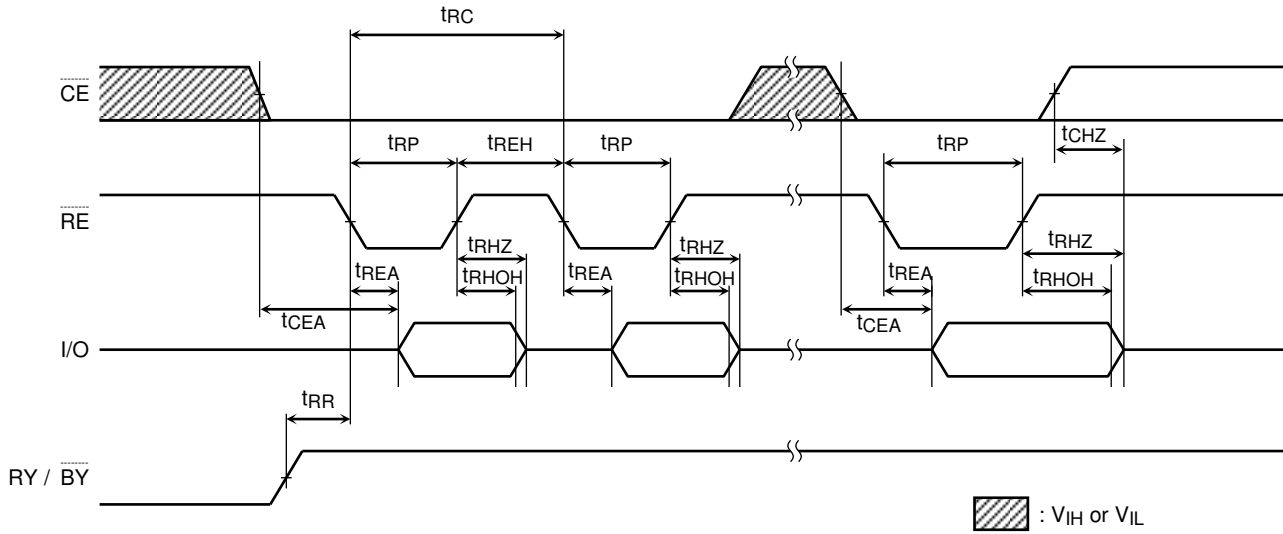 tRC
CE
tRP
tREH
tRP
tRP
tCHZ
RE
tREA
tRHZ
tRHOH
tREA
tRHZ
tRHOH
tREA
tRHZ
tRHOH
tCEA
tCEA
I/O
tRR
RY / BY
: VIH or VIL